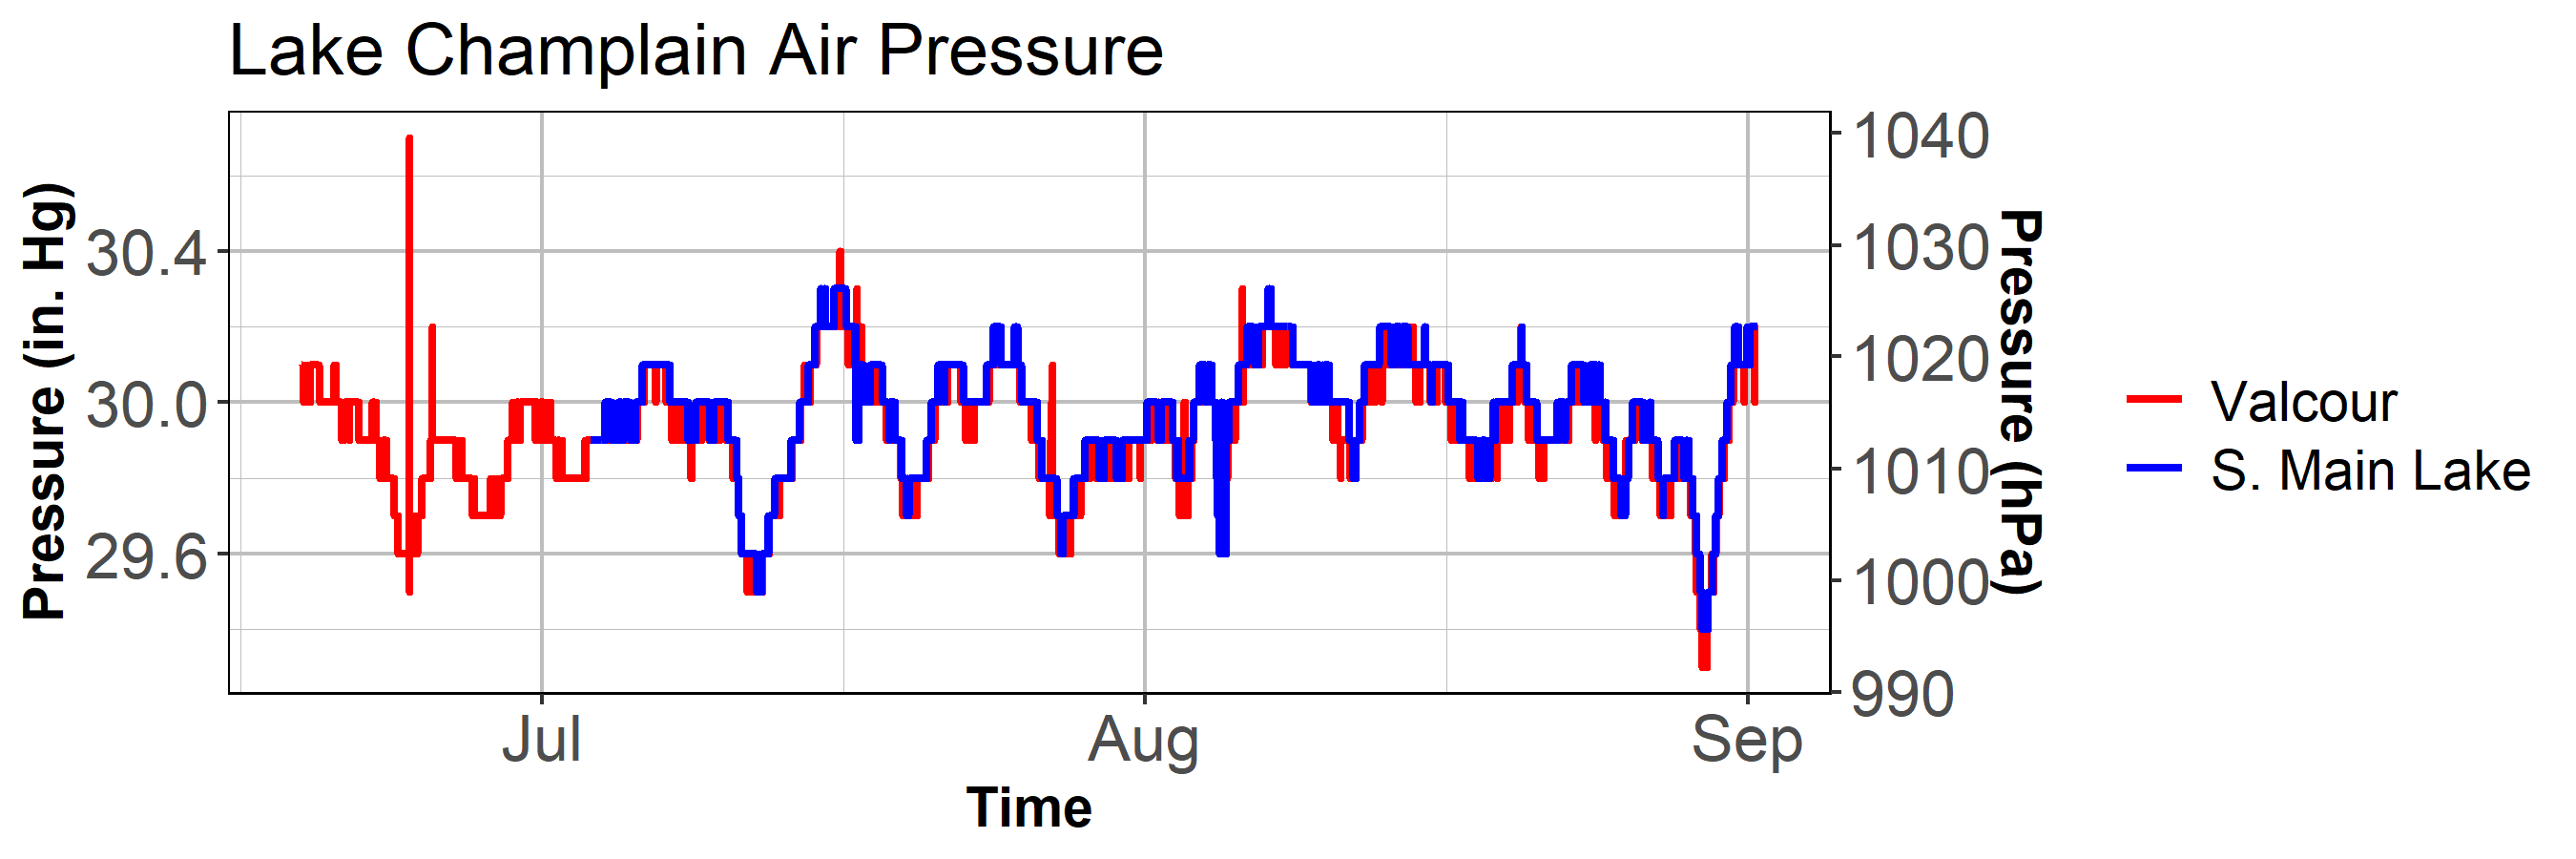 Lake Champlain Air Pressure
Pressure (in. Hg)
30.4
30.0
29.6
1040
1030
1020
1010
1000
990
Pressure (hPa)
Jul
Aug
Sep
Time
Valcour
S. Main Lake